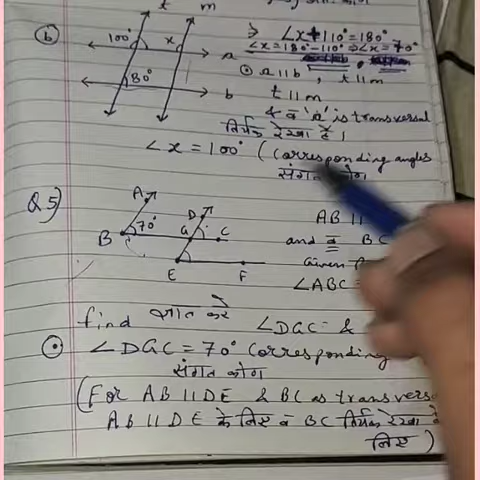 t m
(b)
100° x
a
80°
b
⇒ ∠x + 110° = 180°
∠x = 180° - 110° ⇒ ∠x = 70°
⊙ a || b, t || m
t || m
& 'a' is transversal
तिर्यक रेखा है।
∠x = 100° (corresponding angles
संगत कोण
Q5)
A
D
B 70° G C
E F
AB ||
and व BC
Given
∠ABC =
find ज्ञात करे
∠DGC = &
∠DGC = 70° corresponding
संगत कोण
(For AB || DE & BC as transvers
AB || DE के लिए व BC तिर्यक रेखा के
लिए)